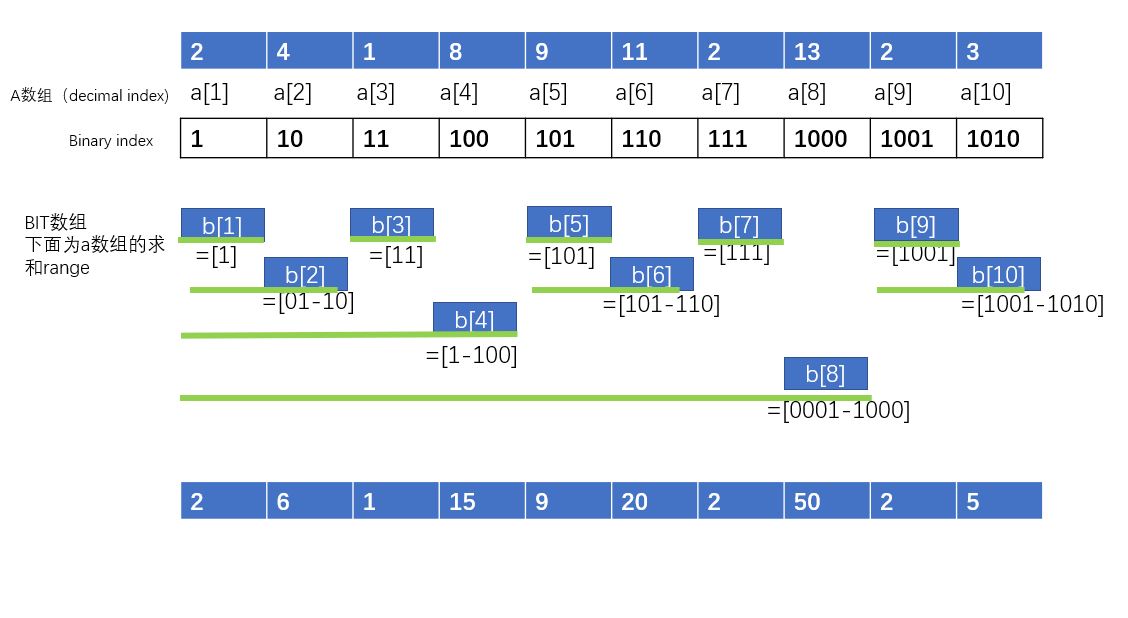 2 4 1 8 9 11 2 13 2 3
A数组（decimal index) a[1] a[2] a[3] a[4] a[5] a[6] a[7] a[8] a[9] a[10]
Binary index 1 10 11 100 101 110 111 1000 1001 1010
BIT数组
下面为a数组的求
和range
b[1] b[3] b[5] b[7] b[9]
=[1] =[11] =[101] =[111] =[1001]
b[2] b[6] b[10]
=[01-10] =[101-110] =[1001-1010]
b[4]
=[1-100]
b[8]
=[0001-1000]
2 6 1 15 9 20 2 50 2 5